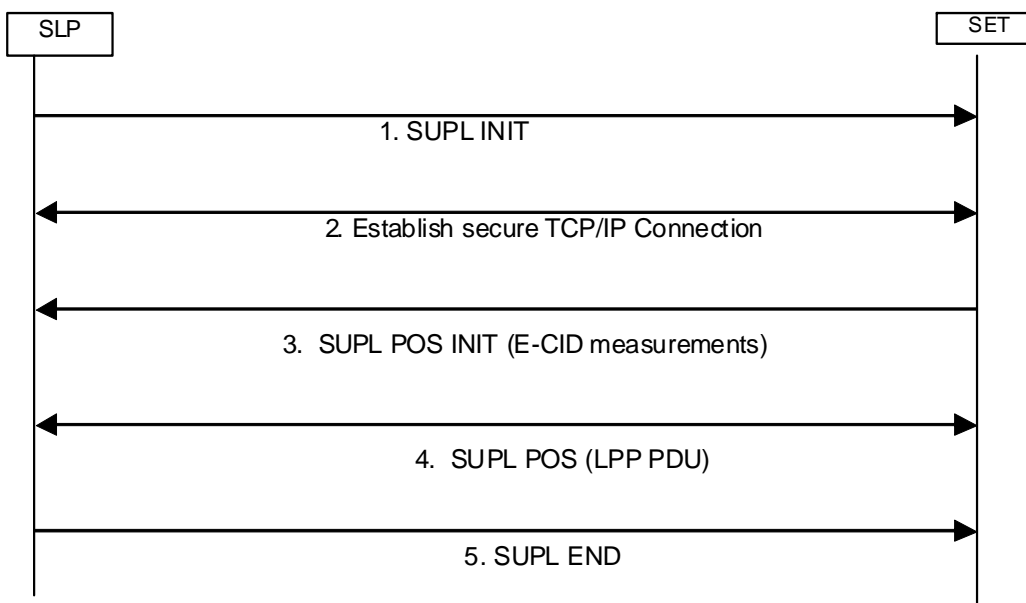 SLP
SET
1. SUPL INIT
2. Establish secure TCP/IP Connection
3. SUPL POS INIT (E-CID measurements)
4. SUPL POS (LPP PDU)
5. SUPL END